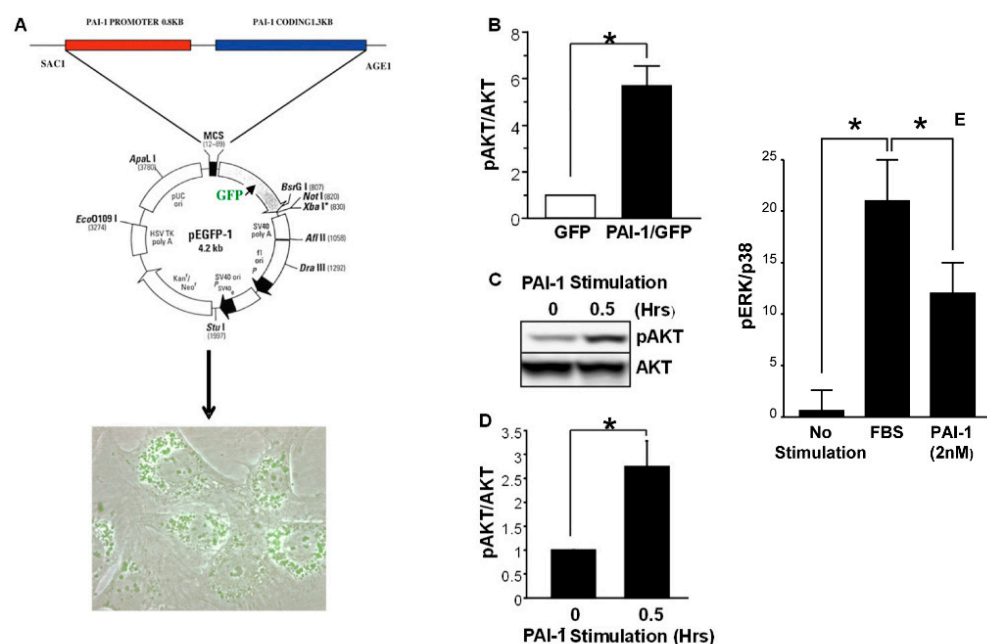 A
PAI-1 PROMOTER 0.8KB
PAI-1 CODING1.3KB
SAC1
AGE1
MCS
(12–89)
ApaL I
(3780)
BsrG I (807)
Not I (820)
Xba I* (830)
GFP
pUC
ori
EcoO109 I
(3274)
HSV TK
poly A
pEGFP-1
4.2 kb
SV40
poly A
Afl II (1058)
f1
ori
P
Dra III (1292)
SV40 ori
Kanr/
Neor
Stu I
(1997)
B
pAKT/AKT
8
6
4
2
0
*
GFP
PAI-1/GFP
C
PAI-1 Stimulation
0
0.5
(Hrs)
pAKT
AKT
D
pAKT/AKT
3.5
3
2.5
2
1.5
1
0.5
0
*
0
0.5
PAI-1 Stimulation (Hrs)
E
pERK/p38
25
20
15
10
5
0
*
*
No
Stimulation
FBS
PAI-1
(2nM)